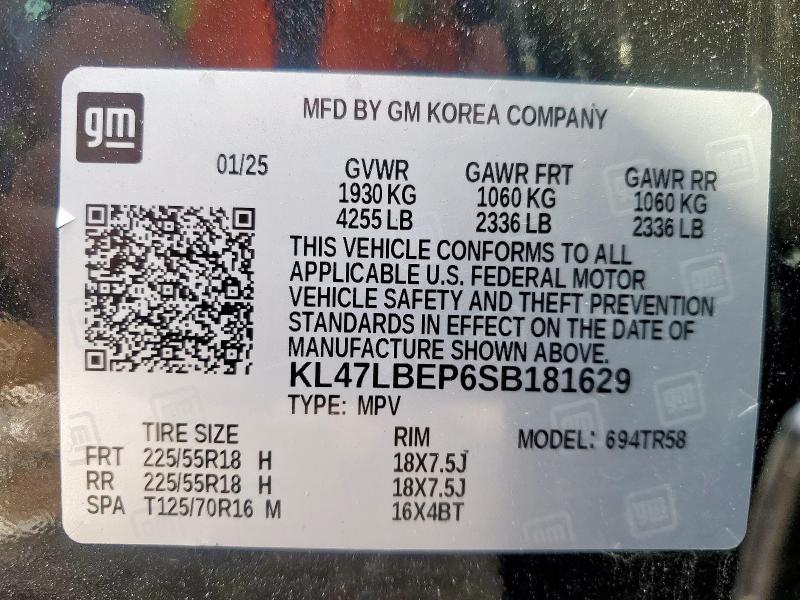 gm
MFD BY GM KOREA COMPANY
01/25
GVWR GAWR FRT GAWR RR
1930 KG 1060 KG 1060 KG
4255 LB 2336 LB 2336 LB
THIS VEHICLE CONFORMS TO ALL
APPLICABLE U.S. FEDERAL MOTOR
VEHICLE SAFETY AND THEFT PREVENTION
STANDARDS IN EFFECT ON THE DATE OF
MANUFACTURE SHOWN ABOVE.
KL47LBEP6SB181629
TYPE: MPV
TIRE SIZE RIM MODEL: 694TR58
FRT 225/55R18 H 18X7.5J
RR 225/55R18 H 18X7.5J
SPA T125/70R16 M 16X4BT